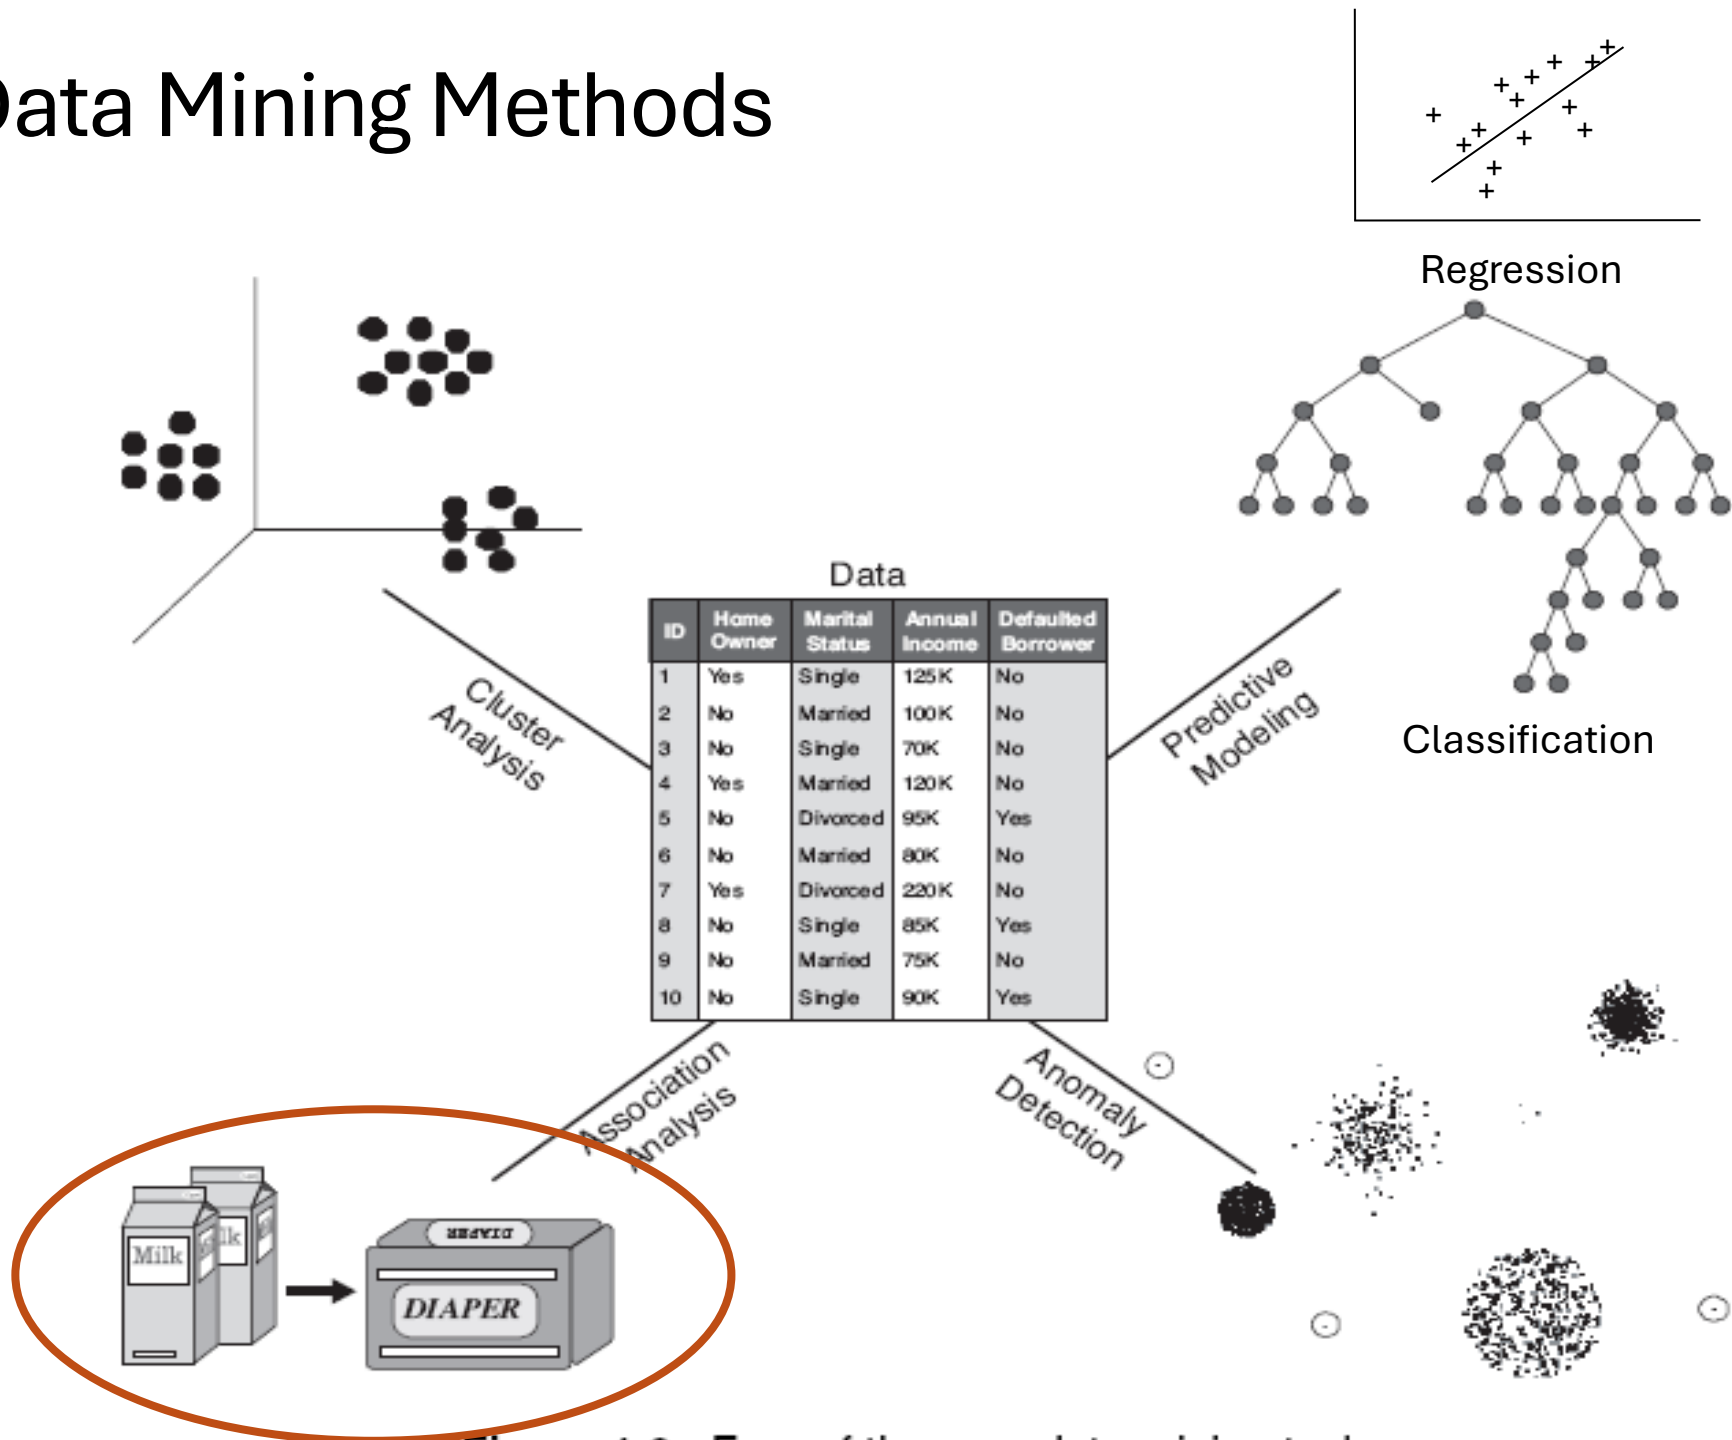 Data Mining Methods
Regression
Classification
Cluster
Analysis
Predictive
Modeling
Data
ID Home Owner Marital Status Annual Income Defaulted Borrower
1 Yes Single 125K No
2 No Married 100K No
3 No Single 70K No
4 Yes Married 120K No
5 No Divorced 95K Yes
6 No Married 80K No
7 Yes Divorced 220K No
8 No Single 85K Yes
9 No Married 75K No
10 No Single 90K Yes
Association
Analysis
Anomaly
Detection
Milk
lk
DIAPER
DIAPER